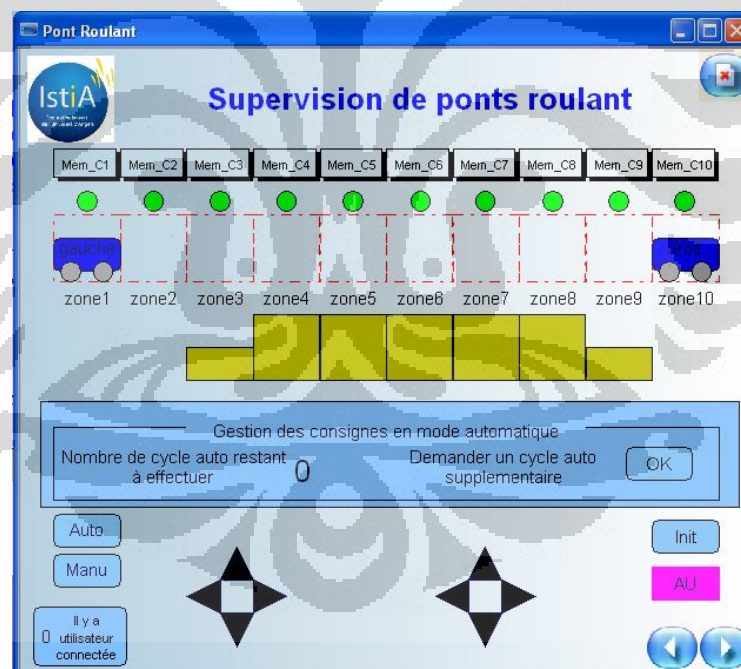 Pont Roulant
IstiA
Supervision de ponts roulant
Mem_C1 Mem_C2 Mem_C3 Mem_C4 Mem_C5 Mem_C6 Mem_C7 Mem_C8 Mem_C9 Mem_C10
gauche
zone1 zone2 zone3 zone4 zone5 zone6 zone7 zone8 zone9 zone10
Gestion des consignes en mode automatique
Nombre de cycle auto restant
à effectuer
0
Demander un cycle auto
supplementaire
OK
Auto
Manu
Init
AU
Il y a
0 utilisateur
connectée